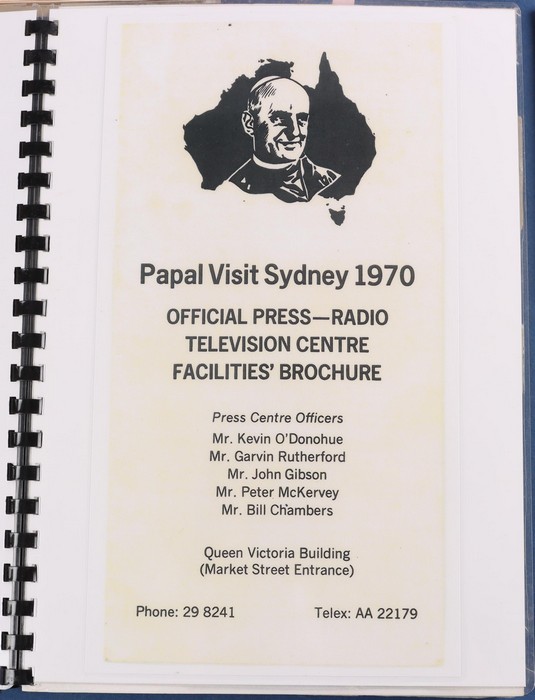 Papal Visit Sydney 1970
OFFICIAL PRESS—RADIO
TELEVISION CENTRE
FACILITIES' BROCHURE
Press Centre Officers
Mr. Kevin O'Donohue
Mr. Garvin Rutherford
Mr. John Gibson
Mr. Peter McKervey
Mr. Bill Chambers
Queen Victoria Building
(Market Street Entrance)
Phone: 29 8241 Telex: AA 22179